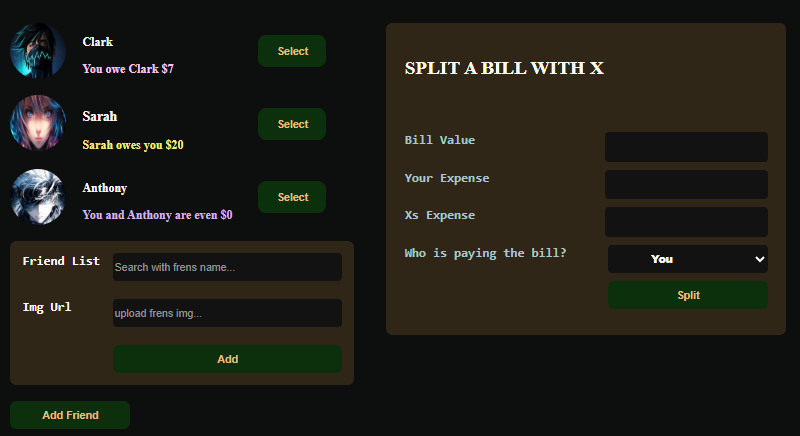 Clark
You owe Clark $7
Select
Sarah
Sarah owes you $20
Select
Anthony
You and Anthony are even $0
Select
Friend List
Search with frens name...
Img Url
upload frens img...
Add
Add Friend
SPLIT A BILL WITH X
Bill Value
Your Expense
Xs Expense
Who is paying the bill?
You
Split